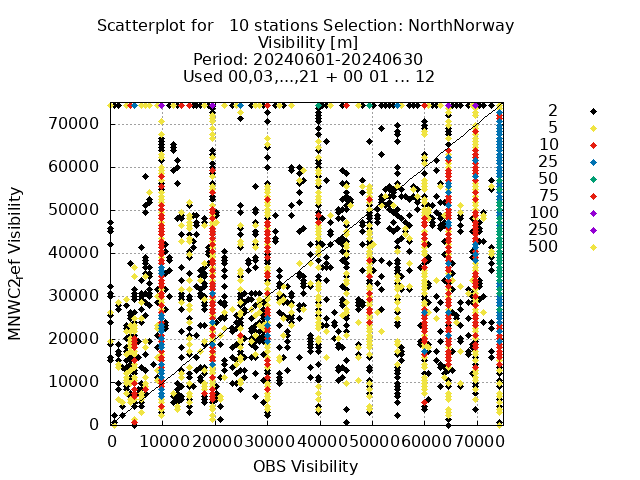 Scatterplot for   10 stations Selection: NorthNorway
Visibility [m]
Period: 20240601-20240630
Used 00,03,...,21 + 00 01 ... 12
MNWC2ref Visibility
70000
60000
50000
40000
30000
20000
10000
0
0 10000 20000 30000 40000 50000 60000 70000
OBS Visibility
2
5
10
25
50
75
100
250
500